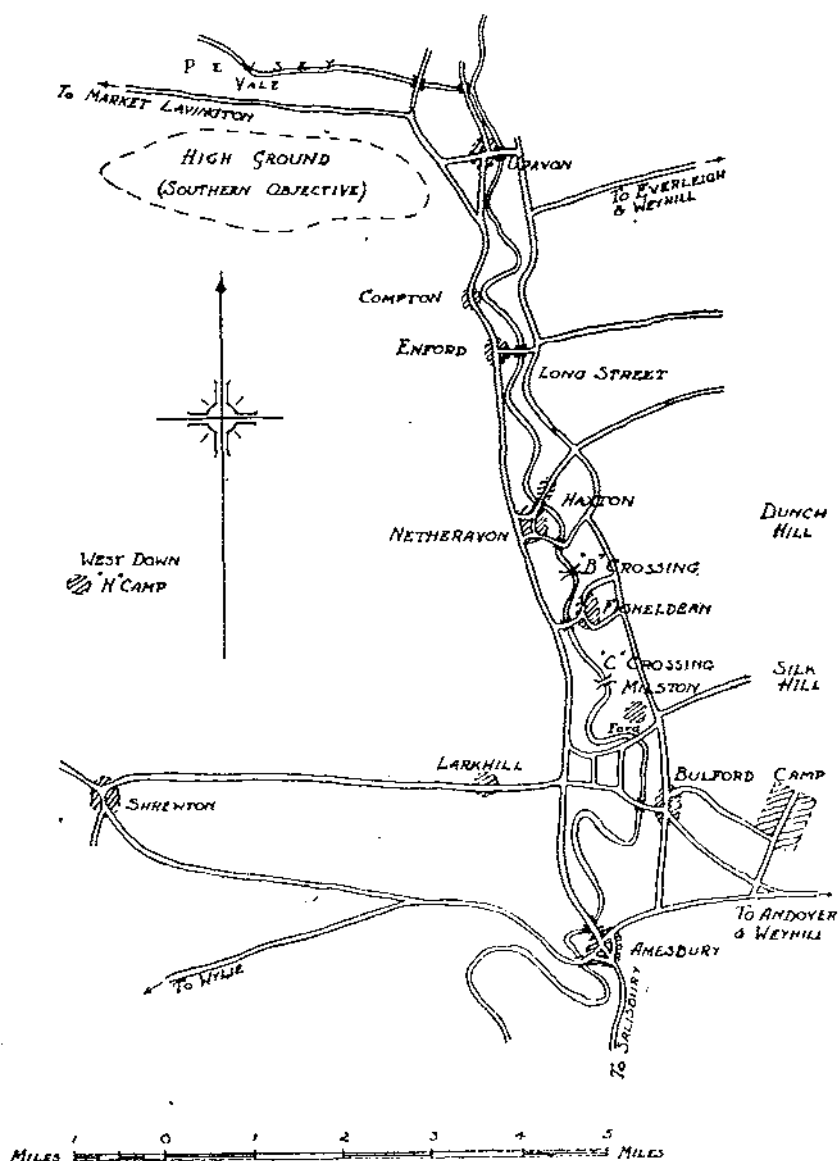 PEWSEY
VALE
TO MARKET LAVINGTON
HIGH GROUND
(SOUTHERN OBJECTIVE)
UPAVON
TO EVERLEIGH
& WEYHILL
COMPTON
ENFORD
LONG STREET
HAXTON
NETHERAVON
DUNCH
HILL
WEST DOWN
"H" CAMP
"B" CROSSING
FIGHELDEAN
"C" CROSSING
MILSTON
SILK
HILL
Ford
LARKHILL
BULFORD CAMP
SHREWTON
TO ANDOVER
& WEYHILL
AMESBURY
TO WYLIE
TO SALISBURY
MILES 1 0 1 2 3 4 5 MILES